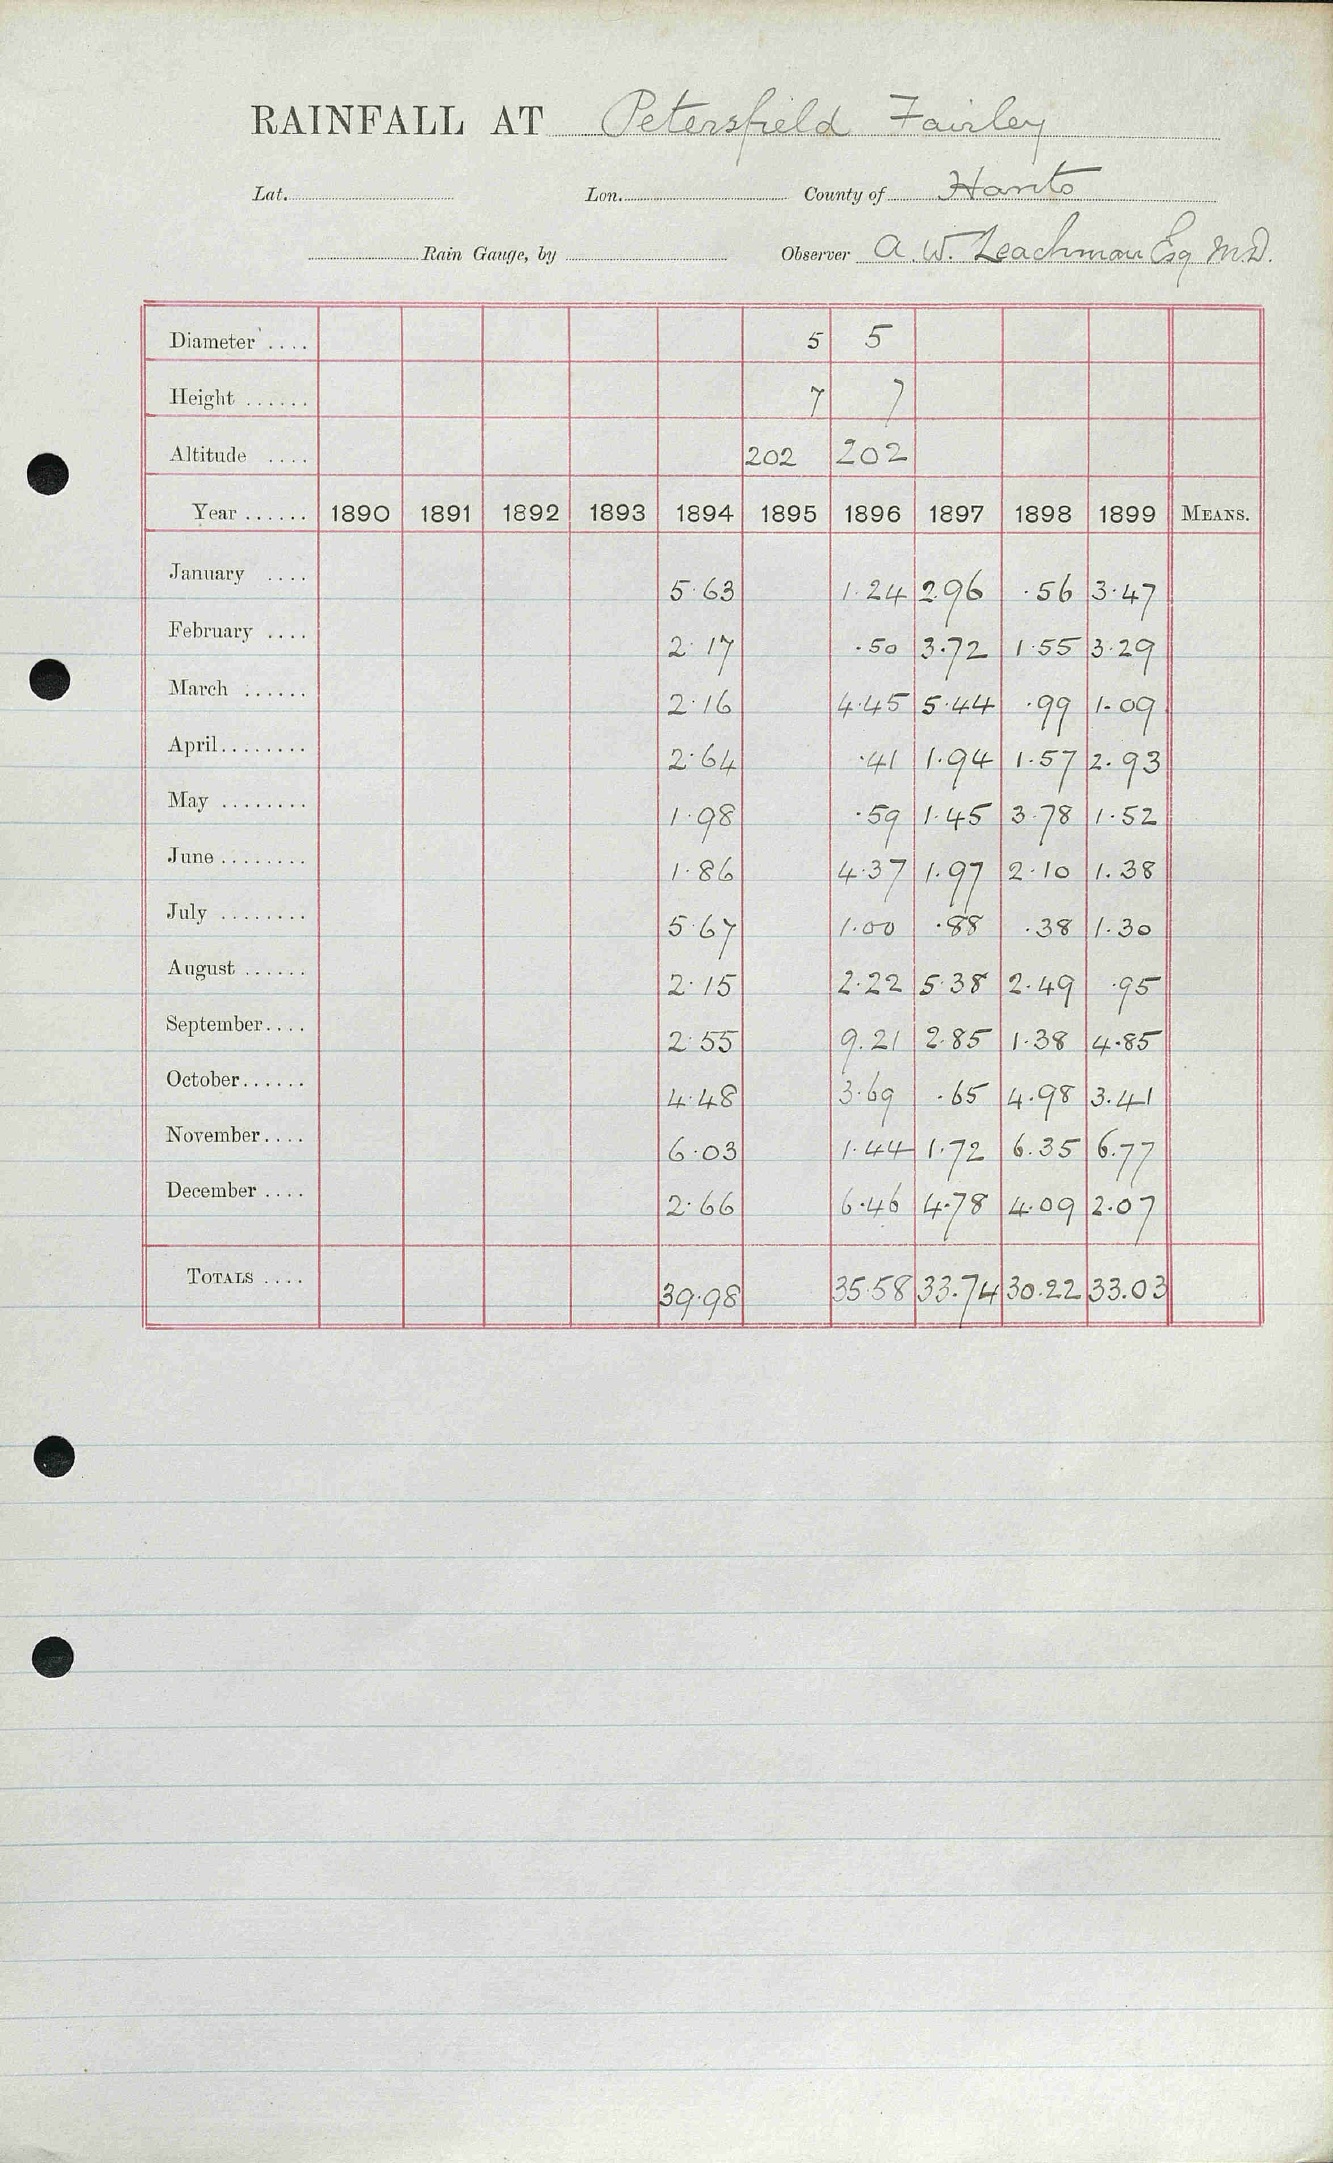 RAINFALL AT Petersfield Fairley
Lat. Lon. County of Hants
Rain Gauge, by Observer A. W. Leachman Esq M.D.
Diameter .... 5 5
Height ...... 7 7
Altitude .... 202 202
Year ...... 1890 1891 1892 1893 1894 1895 1896 1897 1898 1899 MEANS.
January .... 5.63 1.24 2.96 .56 3.47
February .... 2.17 .50 3.72 1.55 3.29
March ...... 2.16 4.45 5.44 .99 1.09
April........ 2.64 .41 1.94 1.57 2.93
May ........ 1.98 .59 1.45 3.78 1.52
June ........ 1.86 4.37 1.97 2.10 1.38
July ........ 5.67 1.00 .88 .38 1.30
August ...... 2.15 2.22 5.38 2.49 .95
September.... 2.55 9.21 2.85 1.38 4.85
October...... 4.48 3.69 .65 4.98 3.41
November.... 6.03 1.44 1.72 6.35 6.77
December .... 2.66 6.46 4.78 4.09 2.07
TOTALS .... 39.98 35.58 33.74 30.22 33.03